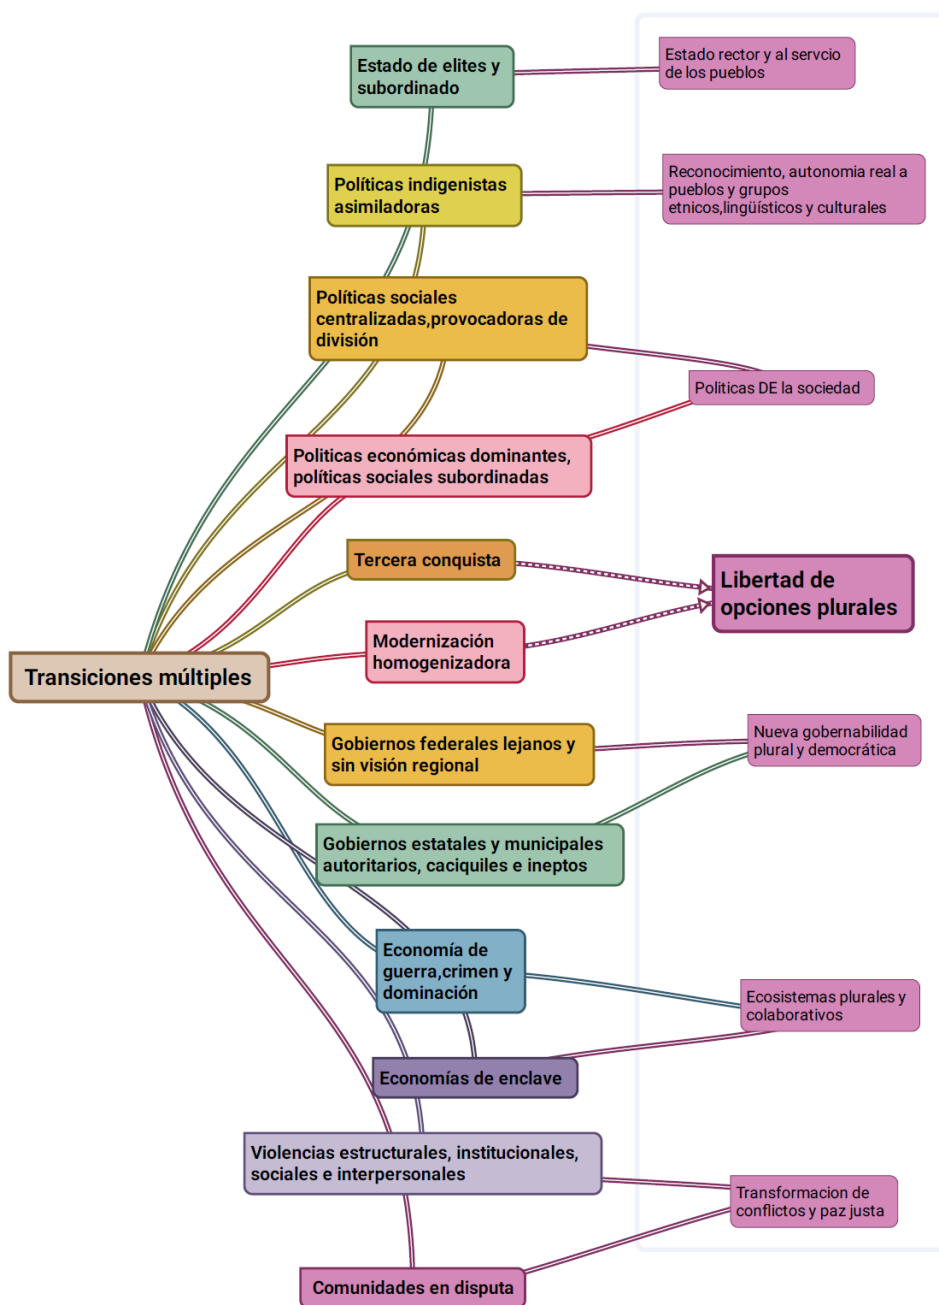 Estado de elites y
subordinado
Estado rector y al servcio
de los pueblos
Políticas indigenistas
asimiladoras
Reconocimiento, autonomia real a
pueblos y grupos
etnicos,lingüísticos y culturales
Políticas sociales
centralizadas,provocadoras de
división
Politicas DE la sociedad
Politicas económicas dominantes,
políticas sociales subordinadas
Tercera conquista
Libertad de
opciones plurales
Modernización
homogenizadora
Transiciones múltiples
Gobiernos federales lejanos y
sin visión regional
Nueva gobernabilidad
plural y democrática
Gobiernos estatales y municipales
autoritarios, caciquiles e ineptos
Economía de
guerra,crimen y
dominación
Ecosistemas plurales y
colaborativos
Economías de enclave
Violencias estructurales, institucionales,
sociales e interpersonales
Transformacion de
conflictos y paz justa
Comunidades en disputa